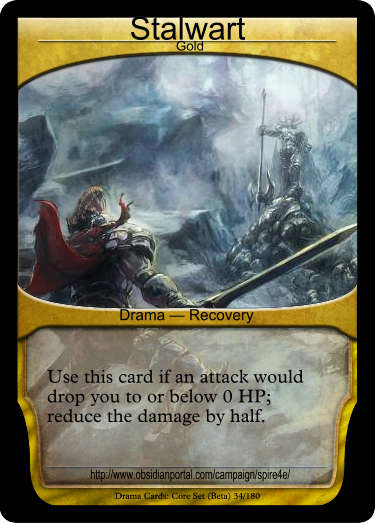 Stalwart
Gold
Drama — Recovery
Use this card if an attack would
drop you to or below 0 HP;
reduce the damage by half.
http://www.obsidianportal.com/campaign/spire4e/
Drama Cards: Core Set (Beta) 34/180